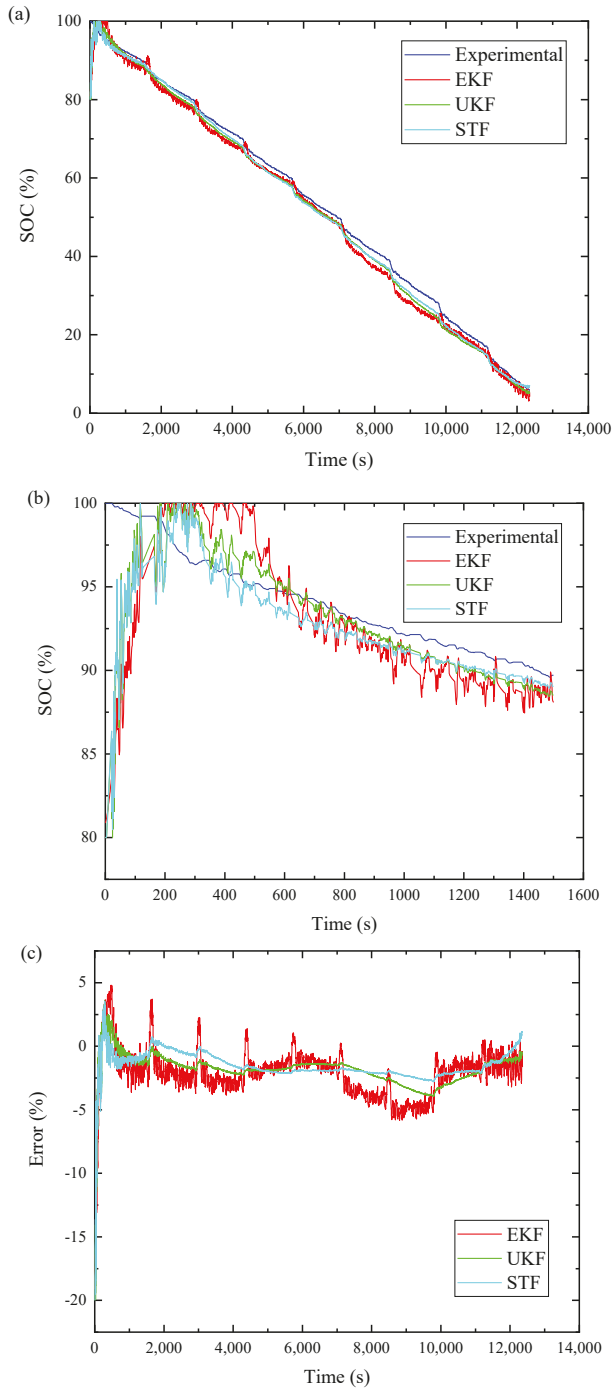 (a)
100
80
60
40
20
0
SOC (%)
Experimental
EKF
UKF
STF
0 2,000 4,000 6,000 8,000 10,000 12,000 14,000
Time (s)
(b)
100
95
90
85
80
SOC (%)
Experimental
EKF
UKF
STF
0 200 400 600 800 1000 1200 1400 1600
Time (s)
(c)
5
0
-5
-10
-15
-20
Error (%)
EKF
UKF
STF
0 2,000 4,000 6,000 8,000 10,000 12,000 14,000
Time (s)